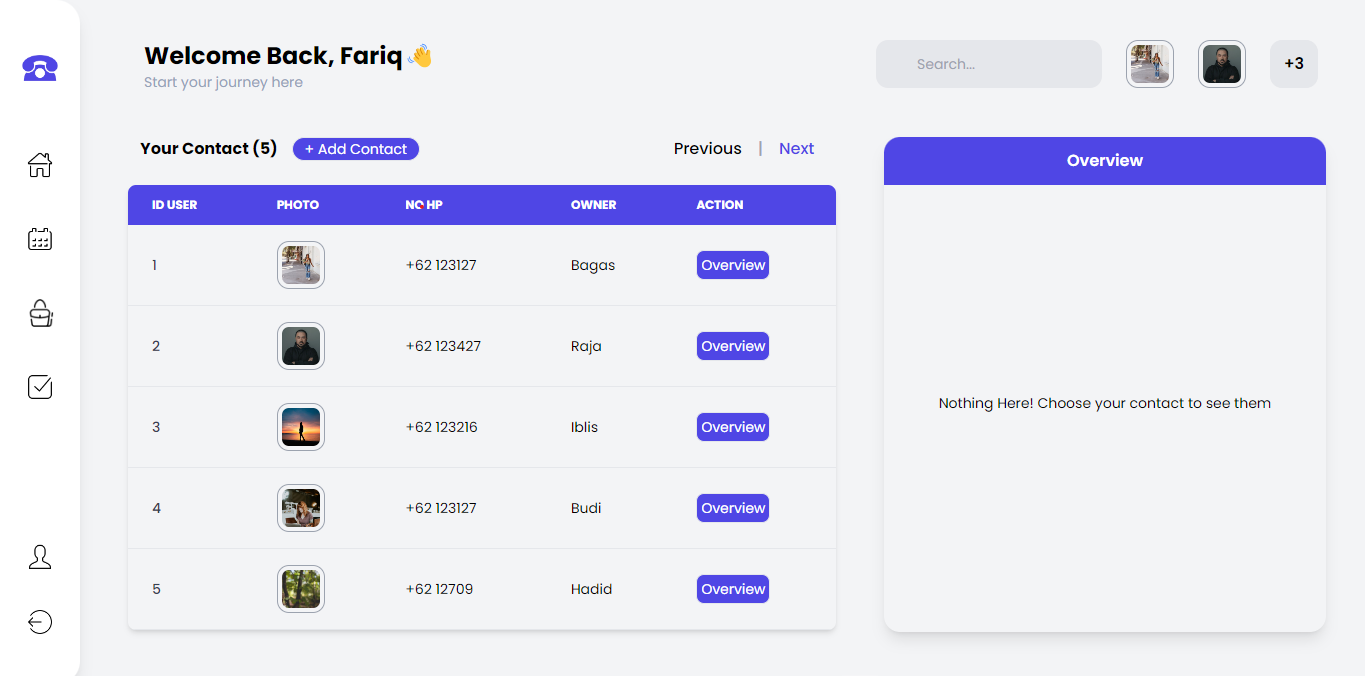 Welcome Back, Fariq 👋
Start your journey here
Search...
+3
Your Contact (5)
+ Add Contact
Previous | Next
ID USER PHOTO NO HP OWNER ACTION
1 +62 123127 Bagas Overview
2 +62 123427 Raja Overview
3 +62 123216 Iblis Overview
4 +62 123127 Budi Overview
5 +62 12709 Hadid Overview
Overview
Nothing Here! Choose your contact to see them